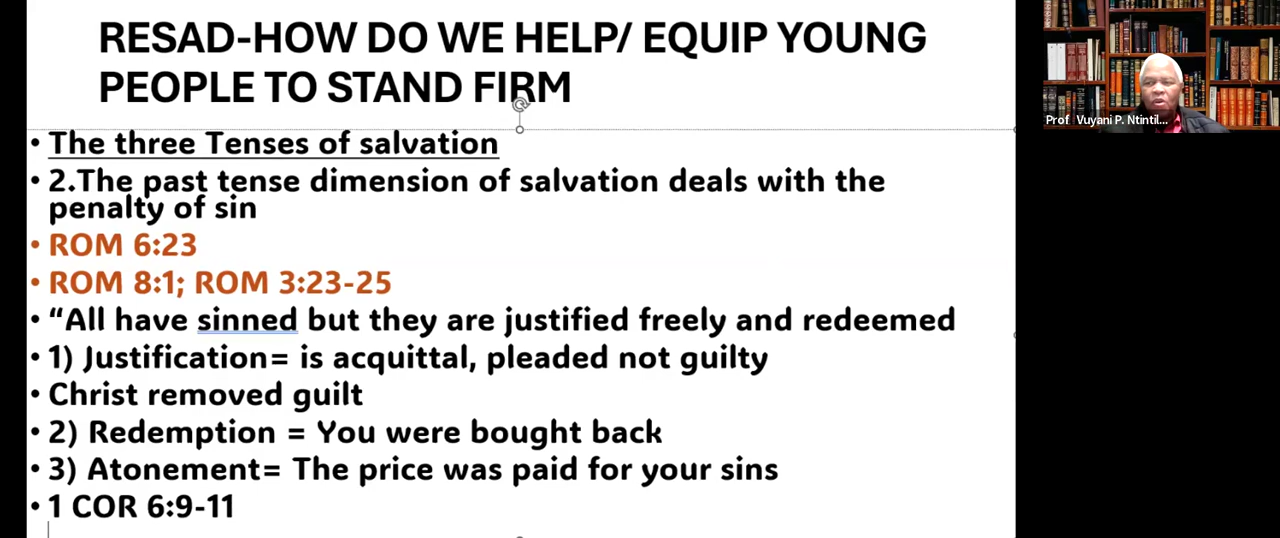 RESAD-HOW DO WE HELP/ EQUIP YOUNG
PEOPLE TO STAND FIRM
• The three Tenses of salvation
• 2.The past tense dimension of salvation deals with the
penalty of sin
• ROM 6:23
• ROM 8:1; ROM 3:23-25
• “All have sinned but they are justified freely and redeemed
• 1) Justification= is acquittal, pleaded not guilty
• Christ removed guilt
• 2) Redemption = You were bought back
• 3) Atonement= The price was paid for your sins
• 1 COR 6:9-11
Prof Vuyani P. Ntintil...